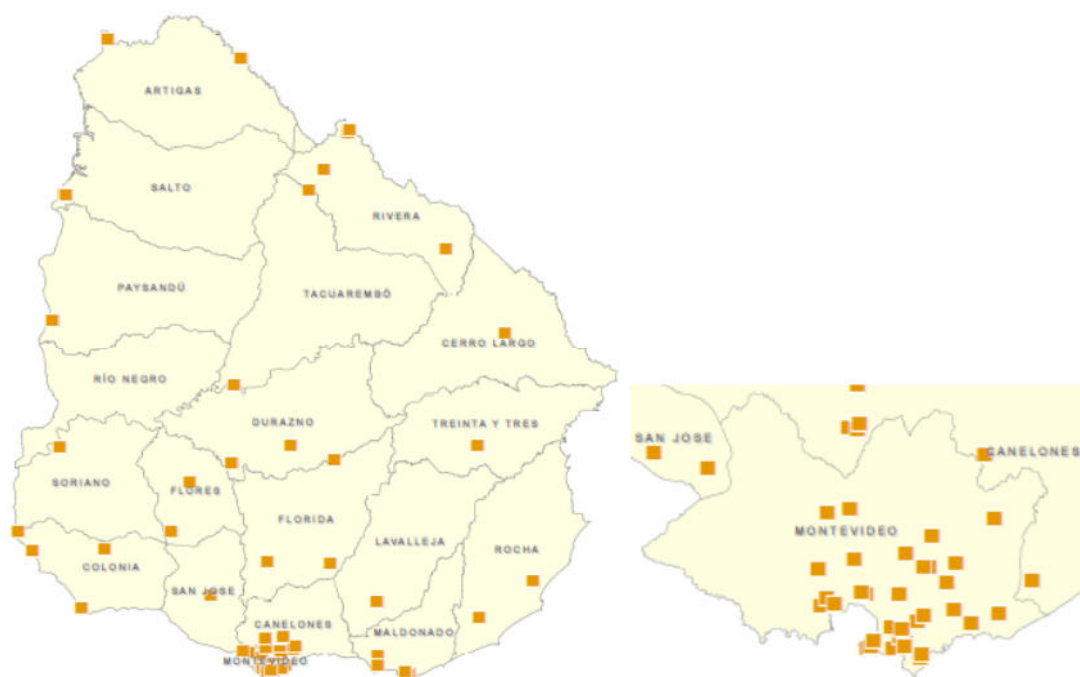 ARTIGAS
SALTO
RIVERA
PAYSANDÚ
TACUAREMBÓ
CERRO LARGO
RÍO NEGRO
DURAZNO
TREINTA Y TRES
SORIANO
FLORES
FLORIDA
LAVALLEJA
ROCHA
COLONIA
SAN JOSE
CANELONES
MALDONADO
MONTEVIDEO
SAN JOSE
CANELONES
MONTEVIDEO